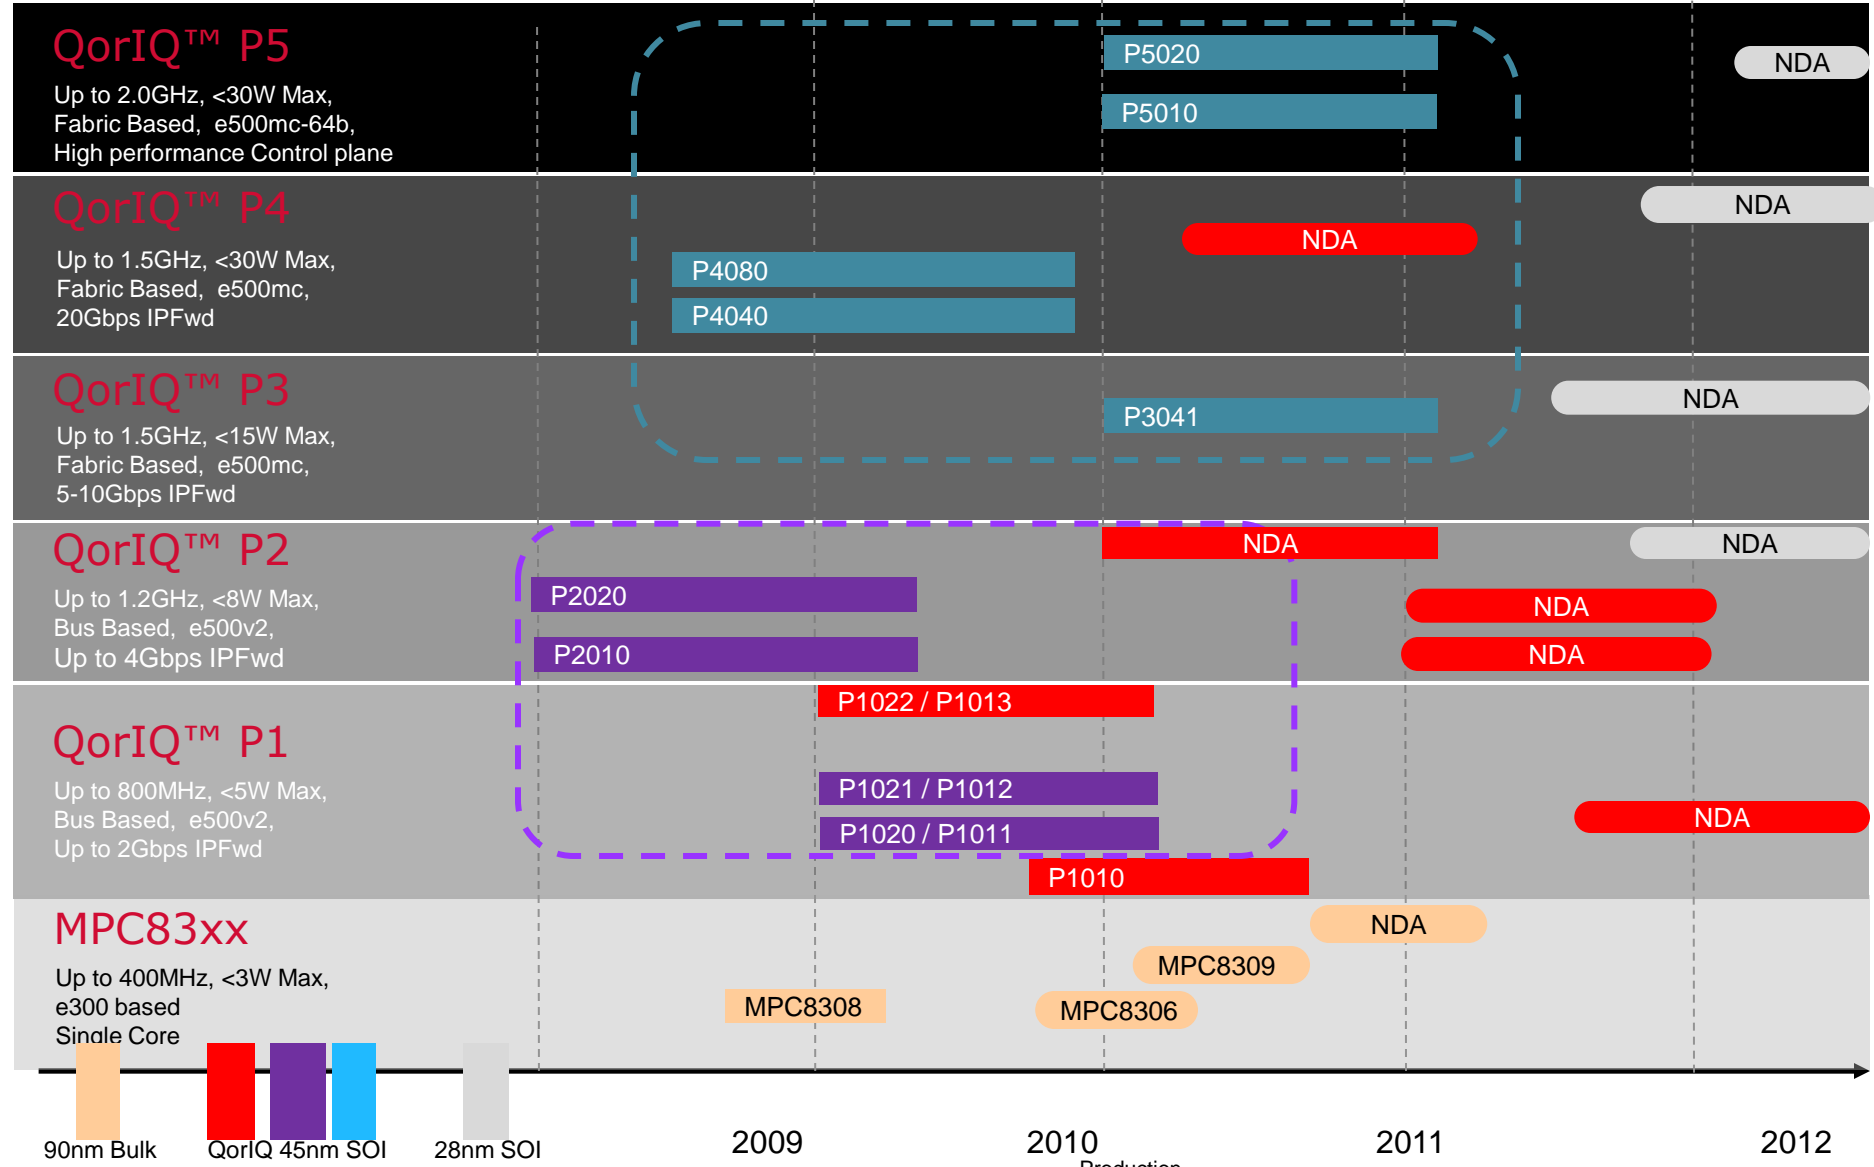 QorIQ™ P5
Up to 2.0GHz, <30W Max,
Fabric Based, e500mc-64b,
High performance Control plane
P5020
P5010
NDA
QorIQ™ P4
Up to 1.5GHz, <30W Max,
Fabric Based, e500mc,
20Gbps IPFwd
NDA
NDA
P4080
P4040
QorIQ™ P3
Up to 1.5GHz, <15W Max,
Fabric Based, e500mc,
5-10Gbps IPFwd
NDA
P3041
QorIQ™ P2
Up to 1.2GHz, <8W Max,
Bus Based, e500v2,
Up to 4Gbps IPFwd
NDA
NDA
P2020
NDA
P2010
NDA
QorIQ™ P1
Up to 800MHz, <5W Max,
Bus Based, e500v2,
Up to 2Gbps IPFwd
P1022 / P1013
P1021 / P1012
P1020 / P1011
NDA
P1010
MPC83xx
Up to 400MHz, <3W Max,
e300 based
Single Core
NDA
MPC8309
MPC8308
MPC8306
90nm Bulk
QorIQ 45nm SOI
28nm SOI
2009
2010
2011
2012
Production